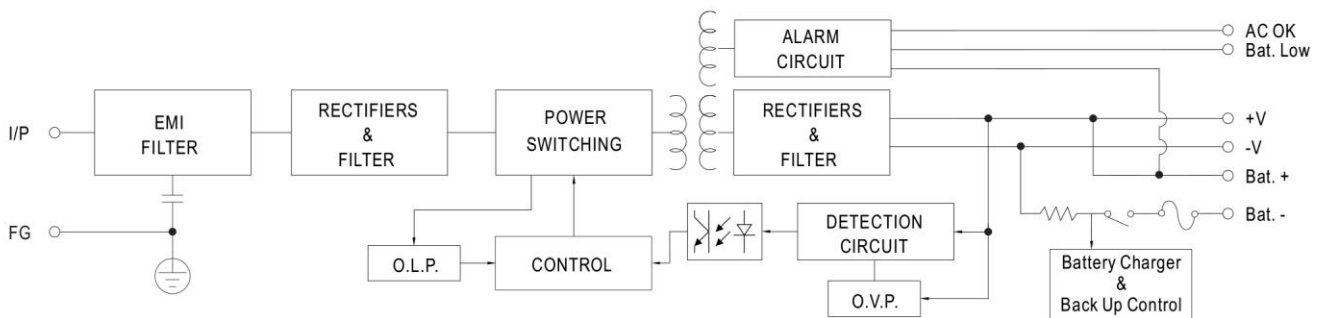 ALARM
CIRCUIT
AC OK
Bat. Low
I/P
EMI
FILTER
RECTIFIERS
&
FILTER
POWER
SWITCHING
RECTIFIERS
&
FILTER
+V
-V
Bat. +
Bat. -
FG
O.L.P.
CONTROL
DETECTION
CIRCUIT
O.V.P.
Battery Charger
&
Back Up Control